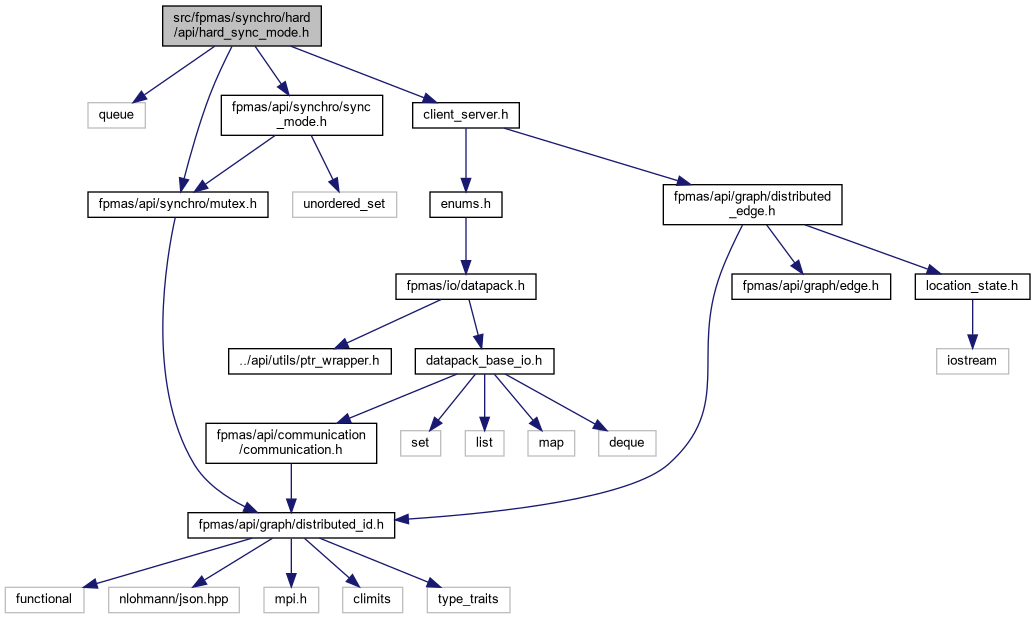 src/fpmas/synchro/hard
/api/hard_sync_mode.h
queue
fpmas/api/synchro/sync
_mode.h
client_server.h
fpmas/api/synchro/mutex.h
unordered_set
enums.h
fpmas/api/graph/distributed
_edge.h
fpmas/io/datapack.h
fpmas/api/graph/edge.h
location_state.h
../api/utils/ptr_wrapper.h
datapack_base_io.h
iostream
fpmas/api/communication
/communication.h
set
list
map
deque
fpmas/api/graph/distributed_id.h
functional
nlohmann/json.hpp
mpi.h
climits
type_traits